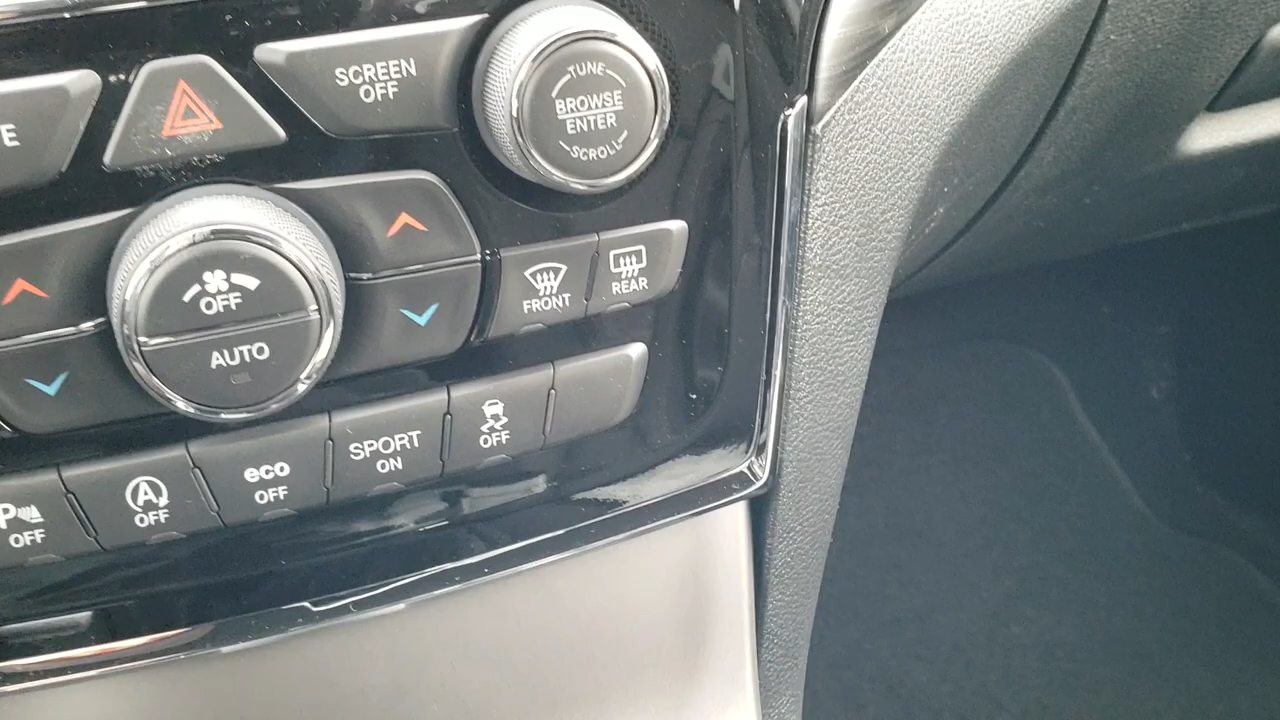 SCREEN
OFF
TUNE
BROWSE
ENTER
SCROLL
E
OFF
AUTO
FRONT
REAR
P
OFF
A
OFF
eco
OFF
SPORT
ON
OFF